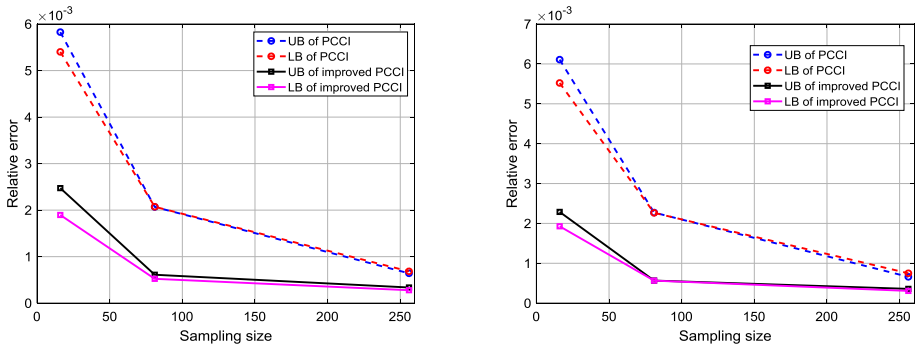 ×10⁻³
6
5
4
3
2
1
0
0 50 100 150 200 250
Relative error
Sampling size
UB of PCCI
LB of PCCI
UB of improved PCCI
LB of improved PCCI
×10⁻³
7
6
5
4
3
2
1
0
0 50 100 150 200 250
Relative error
Sampling size
UB of PCCI
LB of PCCI
UB of improved PCCI
LB of improved PCCI